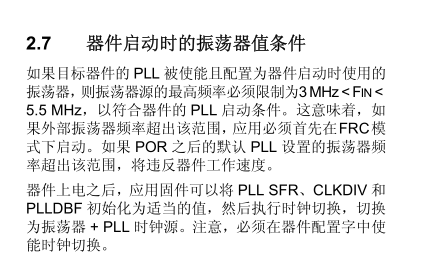 2.7 器件启动时的振荡器值条件
如果目标器件的 PLL 被使能且配置为器件启动时使用的
振荡器，则振荡器源的最高频率必须限制为3 MHz < FIN <
5.5 MHz，以符合器件的 PLL 启动条件。这意味着，如
果外部振荡器频率超出该范围，应用必须首先在 FRC 模
式下启动。如果 POR 之后的默认 PLL 设置的振荡器频
率超出该范围，将违反器件工作速度。
器件上电之后，应用固件可以将 PLL SFR、CLKDIV 和
PLLDBF 初始化为适当的值，然后执行时钟切换，切换
为振荡器 + PLL 时钟源。注意，必须在器件配置字中使
能时钟切换。